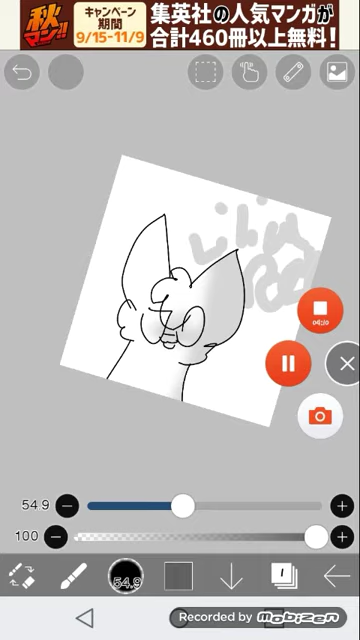 秋マン!!
キャンペーン期間
9/15-11/9
集英社の人気マンガが
合計460冊以上無料!
04:20
54.9
100
54.9
1
Recorded by mobizen